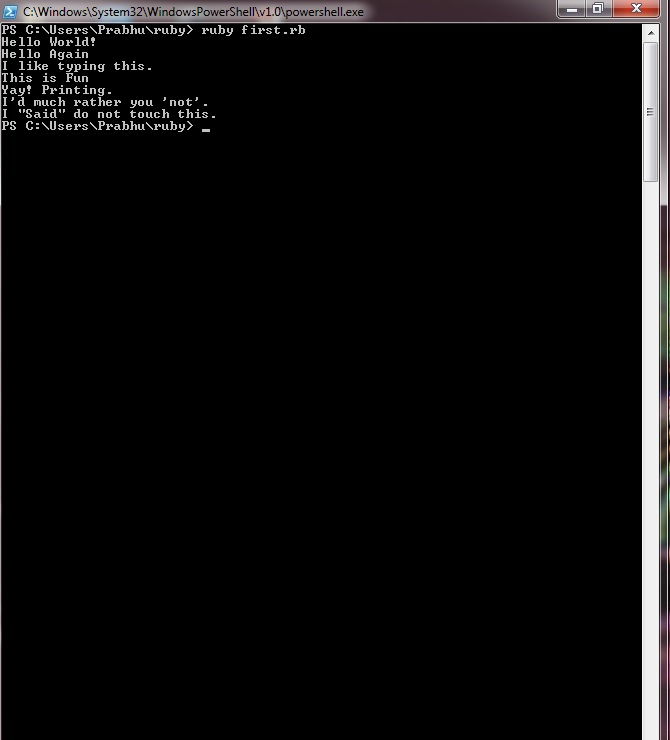 C:\Windows\System32\WindowsPowerShell\v1.0\powershell.exe
PS C:\Users\Prabhu\ruby> ruby first.rb
Hello World!
Hello Again
I like typing this.
This is Fun
Yay! Printing.
I'd much rather you 'not'.
I "Said" do not touch this.
PS C:\Users\Prabhu\ruby> _